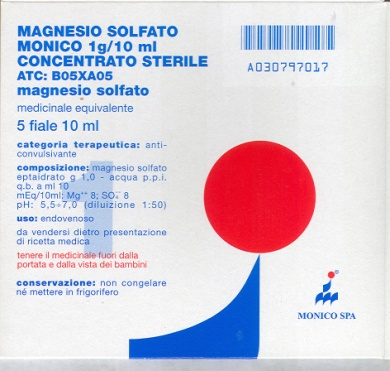 MAGNESIO SOLFATO
MONICO 1g/10 ml
CONCENTRATO STERILE
ATC: B05XA05
magnesio solfato
medicinale equivalente
5 fiale 10 ml
categoria terapeutica: anti-
convulsivante
composizione: magnesio solfato
eptaidrato g 1,0 - acqua p.p.i.
q.b. a ml 10
mEq/10ml: Mg⁺⁺ 8; SO₄⁻ 8
pH: 5,5÷7,0 (diluizione 1:50)
uso: endovenoso
da vendersi dietro presentazione
di ricetta medica
tenere il medicinale fuori dalla
portata e dalla vista dei bambini
conservazione: non congelare
né mettere in frigorifero
A030797017
MONICO SPA